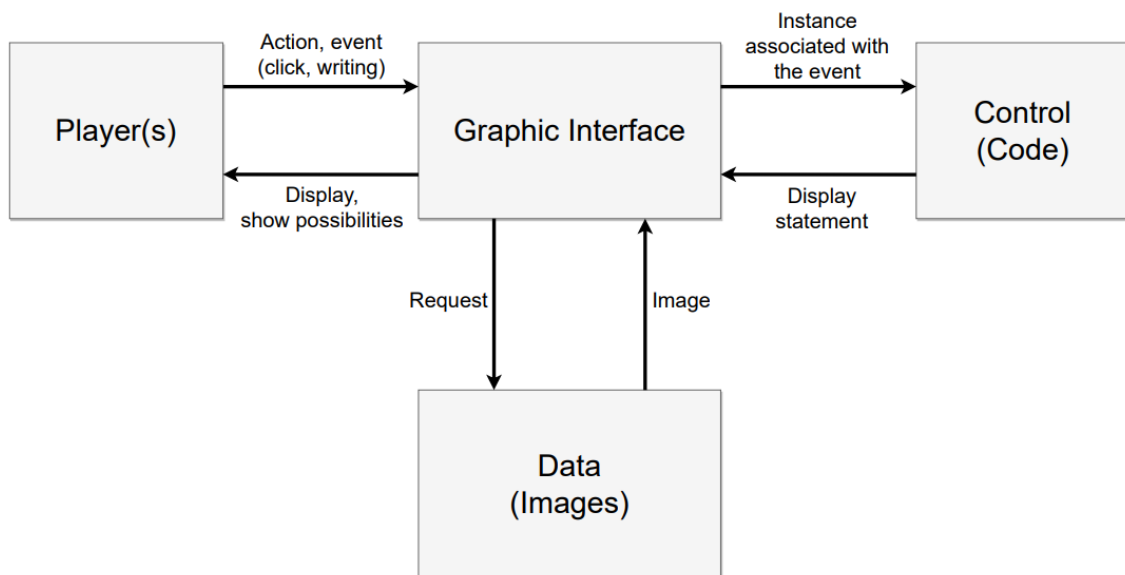 Action, event
(click, writing)
Instance
associated with
the event
Player(s)
Graphic Interface
Control
(Code)
Display,
show possibilities
Display
statement
Request
Image
Data
(Images)